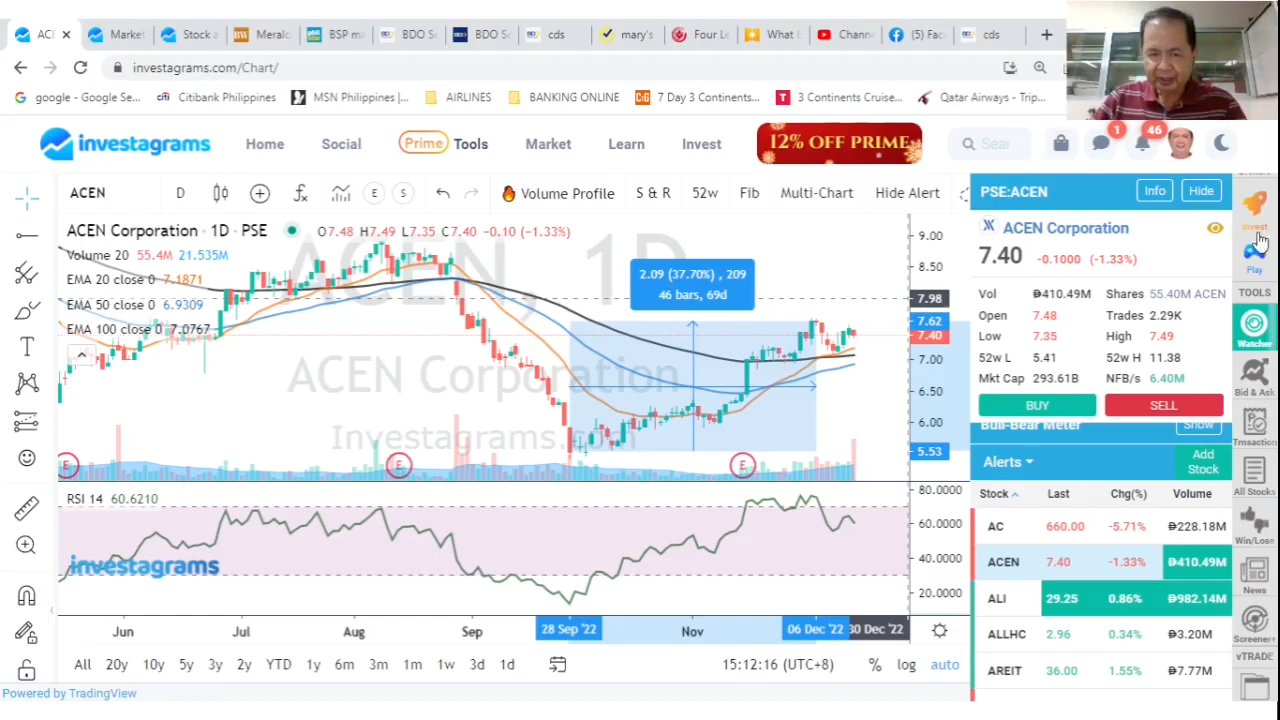 ACE
Market
Stock a
Meralc
BSP ma
BDO Se
BDO Sc
cds
mary's
Four Le
What
Chann
(5) Fac
cds
investagrams.com/Chart/
google - Google Se...
Citibank Philippines
MSN Philippines |...
AIRLINES
BANKING ONLINE
7 Day 3 Continents...
3 Continents Cruise...
Qatar Airways - Trip...
investagrams
Home
Social
Prime Tools
Market
Learn
Invest
12% OFF PRIME
Sear
1
46
ACEN
D
E
S
Volume Profile
S & R
52w
Fib
Multi-Chart
Hide Alert
ACEN Corporation · 1D · PSE
O7.48 H7.49 L7.35 C7.40 -0.10 (-1.33%)
Volume 20 55.4M 21.535M
EMA 20 close 0 7.1871
EMA 50 close 0 6.9309
EMA 100 close 0 7.0767
ACEN, 1D
ACEN Corporation
Investagrams.com
2.09 (37.70%) , 209
46 bars, 69d
9.00
8.50
7.98
7.62
7.40
7.00
6.50
6.00
5.53
E
E
E
RSI 14 60.6210
investagrams
80.0000
60.0000
40.0000
20.0000
Jun
Jul
Aug
Sep
28 Sep '22
Nov
06 Dec '22
30 Dec '22
All
20y
10y
5y
3y
2y
YTD
1y
6m
3m
1m
1w
3d
1d
15:12:16 (UTC+8)
%
log
auto
Powered by TradingView
PSE:ACEN
Info
Hide
ACEN Corporation
7.40 -0.1000 (-1.33%)
Vol ₱410.49M Shares 55.40M ACEN
Open 7.48 Trades 2.29K
Low 7.35 High 7.49
52w L 5.41 52w H 11.38
Mkt Cap 293.61B NFB/s 6.40M
BUY
SELL
Bull-Bear Meter
Show
Alerts
Add
Stock
Stock Last Chg(%) Volume
AC 660.00 -5.71% ₱228.18M
ACEN 7.40 -1.33% ₱410.49M
ALI 29.25 0.86% ₱982.14M
ALLHC 2.96 0.34% ₱3.20M
AREIT 36.00 1.55% ₱7.77M
Invest
Play
TOOLS
Watcher
Bid & Ask
Trnsaction
All Stocks
Win/Lose
News
Screener+
vTRADE